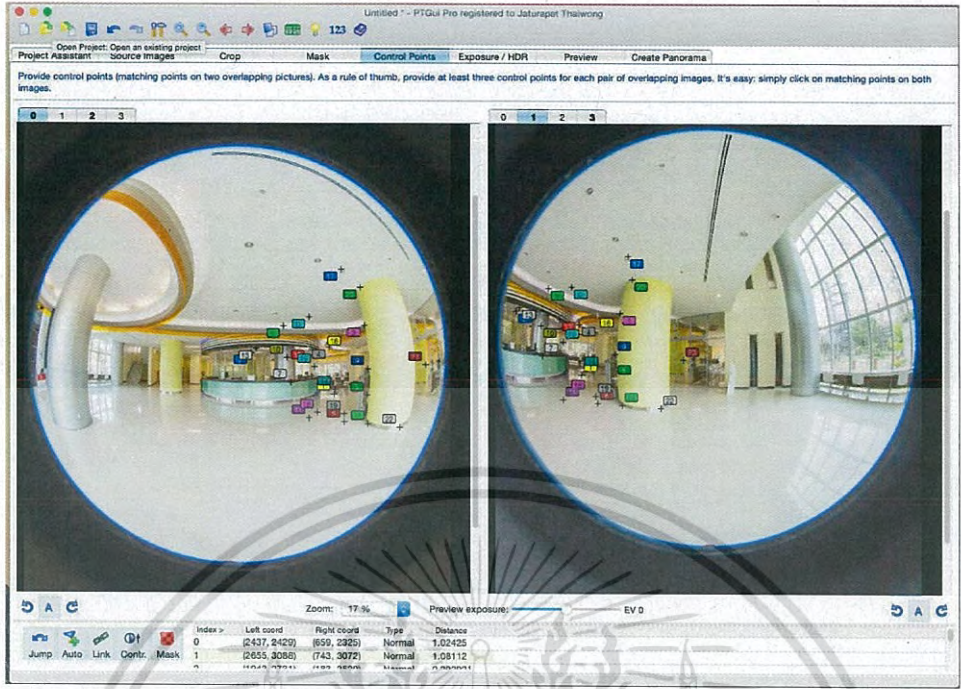 Untitled * - PTGui Pro registered to Jaturapat Thaiwong
123
Open Project: Open an existing project
Project Assistant Source Images Crop Mask Control Points Exposure / HDR Preview Create Panorama
Provide control points (matching points on two overlapping pictures). As a rule of thumb, provide at least three control points for each pair of overlapping images. It's easy: simply click on matching points on both
images.
0 1 2 3
0 1 2 3
Zoom: 17 % Preview exposure: EV 0
A
A
Jump Auto Link Contr. Mask
Index > Left coord Right coord Type Distance
0 (2437, 2429) (659, 2325) Normal 1.02425
1 (2655, 3088) (743, 3072) Normal 1.08112